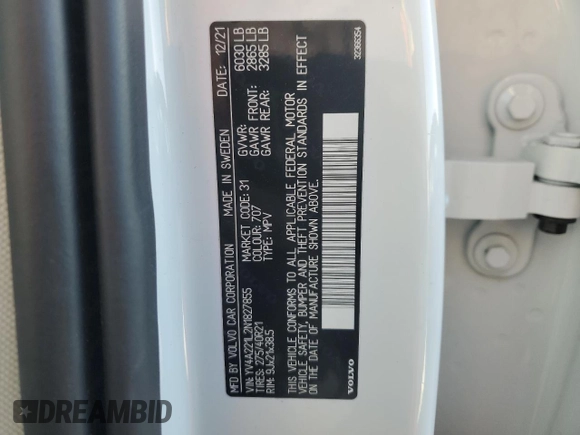 MFD BY VOLVO CAR CORPORATION MADE IN SWEDEN DATE: 12/21
VIN: YV4A221L2N1827855
TIRES: 275/40R21
RIM: 9Jx21x38.5
MARKET CODE: 31
COLOUR: 707
TYPE: MPV
GVWR: 6030 LB
GAWR FRONT: 2865 LB
GAWR REAR: 3285 LB
THIS VEHICLE CONFORMS TO ALL APPLICABLE FEDERAL MOTOR
VEHICLE SAFETY, BUMPER AND THEFT PREVENTION STANDARDS IN EFFECT
ON THE DATE OF MANUFACTURE SHOWN ABOVE.
VOLVO
32366354
DREAMBID